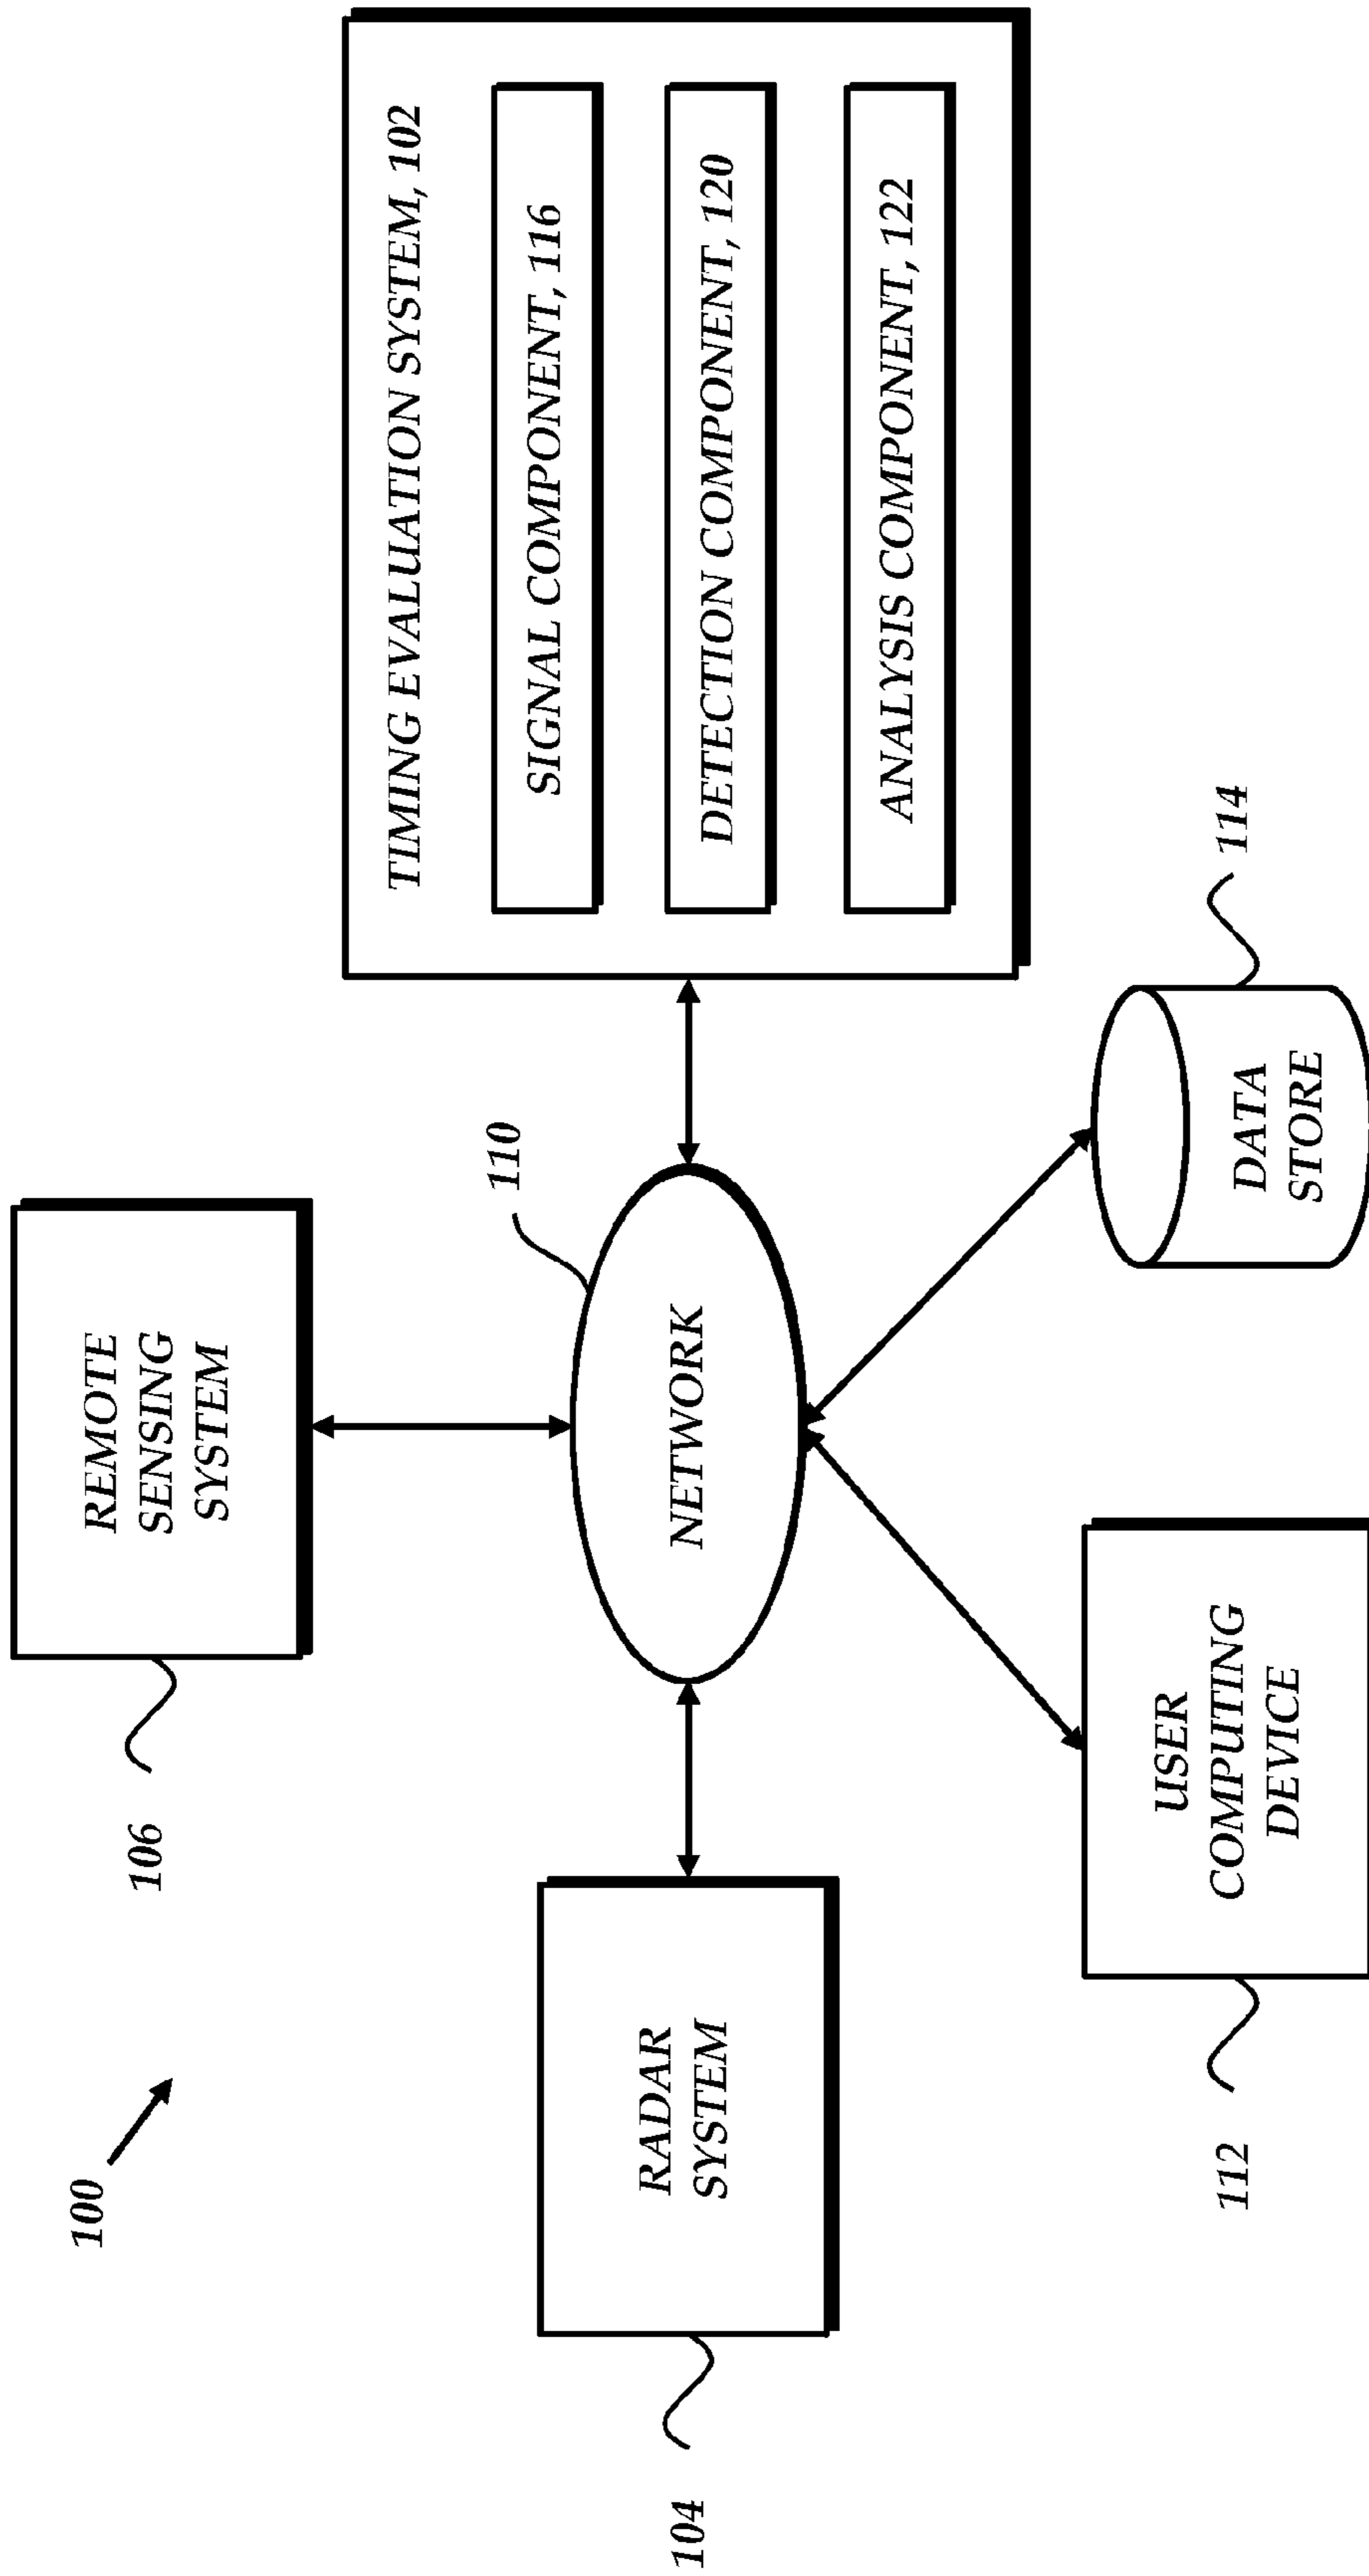 100
106
REMOTE
SENSING
SYSTEM
TIMING EVALUATION SYSTEM, 102
SIGNAL COMPONENT, 116
DETECTION COMPONENT, 120
ANALYSIS COMPONENT, 122
110
104
RADAR
SYSTEM
NETWORK
112
USER
COMPUTING
DEVICE
DATA
STORE
114